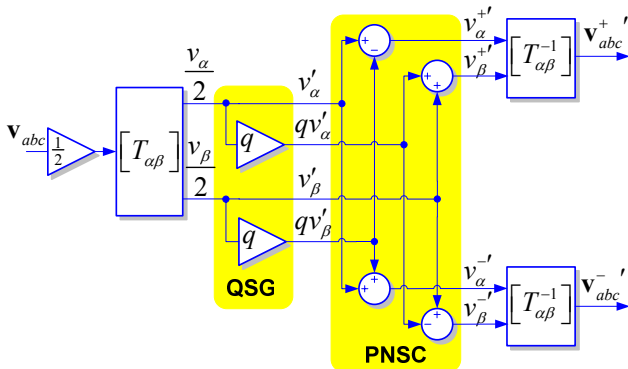 v_abc
1/2
[T_αβ]
v_α/2
v_β/2
q
q
QSG
v′_α
qv′_α
v′_β
qv′_β
+
−
+
+
+
+
+
−
PNSC
v_α^+′
v_β^+′
[T_αβ^−1]
v_abc^+′
v_α^−′
v_β^−′
[T_αβ^−1]
v_abc^−′